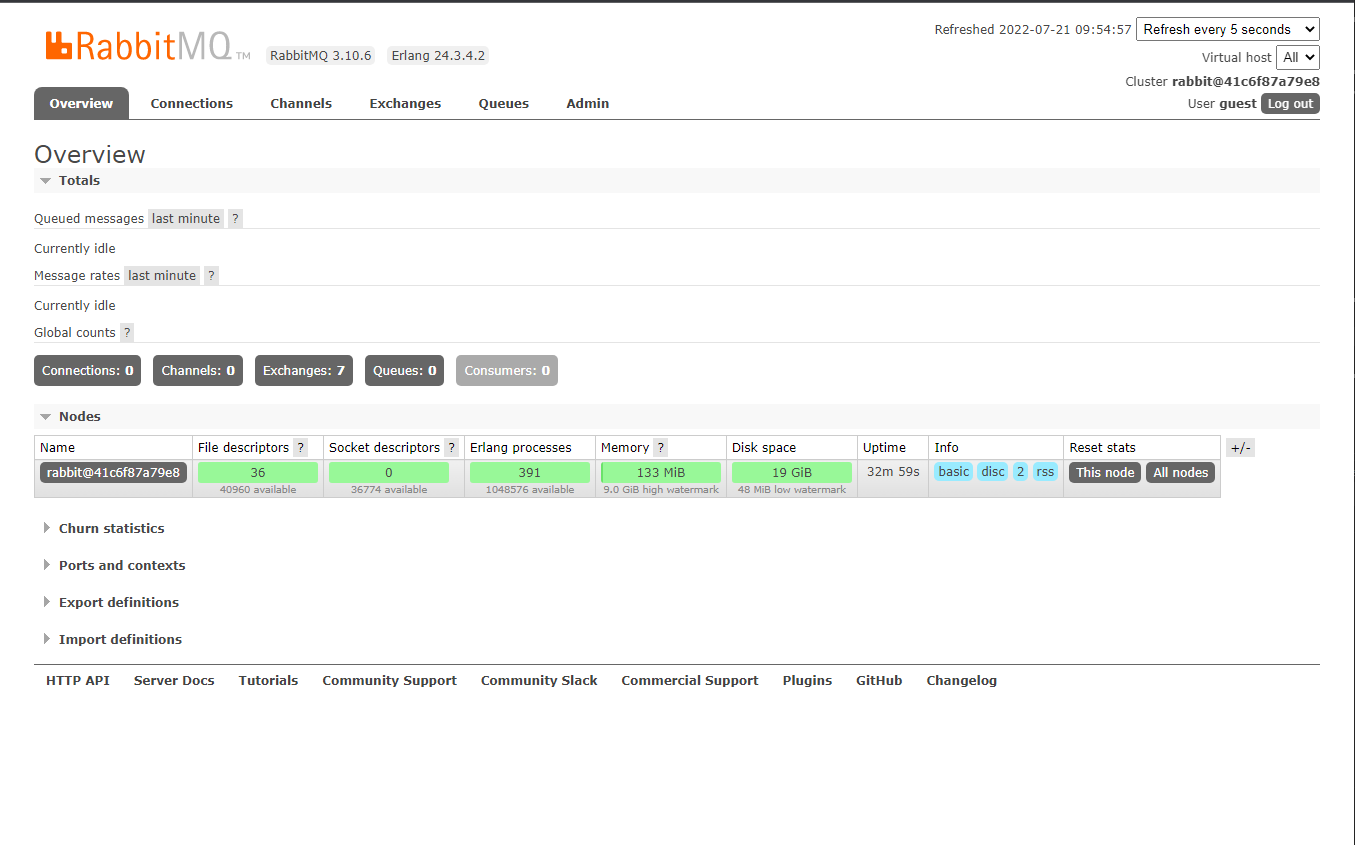 RabbitMQ TM RabbitMQ 3.10.6 Erlang 24.3.4.2
Refreshed 2022-07-21 09:54:57 Refresh every 5 seconds
Virtual host All
Cluster rabbit@41c6f87a79e8
User guest Log out
Overview Connections Channels Exchanges Queues Admin
Overview
Totals
Queued messages last minute ?
Currently idle
Message rates last minute ?
Currently idle
Global counts ?
Connections: 0 Channels: 0 Exchanges: 7 Queues: 0 Consumers: 0
Nodes
Name File descriptors ? Socket descriptors ? Erlang processes Memory ? Disk space Uptime Info Reset stats +/-
rabbit@41c6f87a79e8 36 0 391 133 MiB 19 GiB 32m 59s basic disc 2 rss This node All nodes
40960 available 36774 available 1048576 available 9.0 GiB high watermark 48 MiB low watermark
Churn statistics
Ports and contexts
Export definitions
Import definitions
HTTP API Server Docs Tutorials Community Support Community Slack Commercial Support Plugins GitHub Changelog